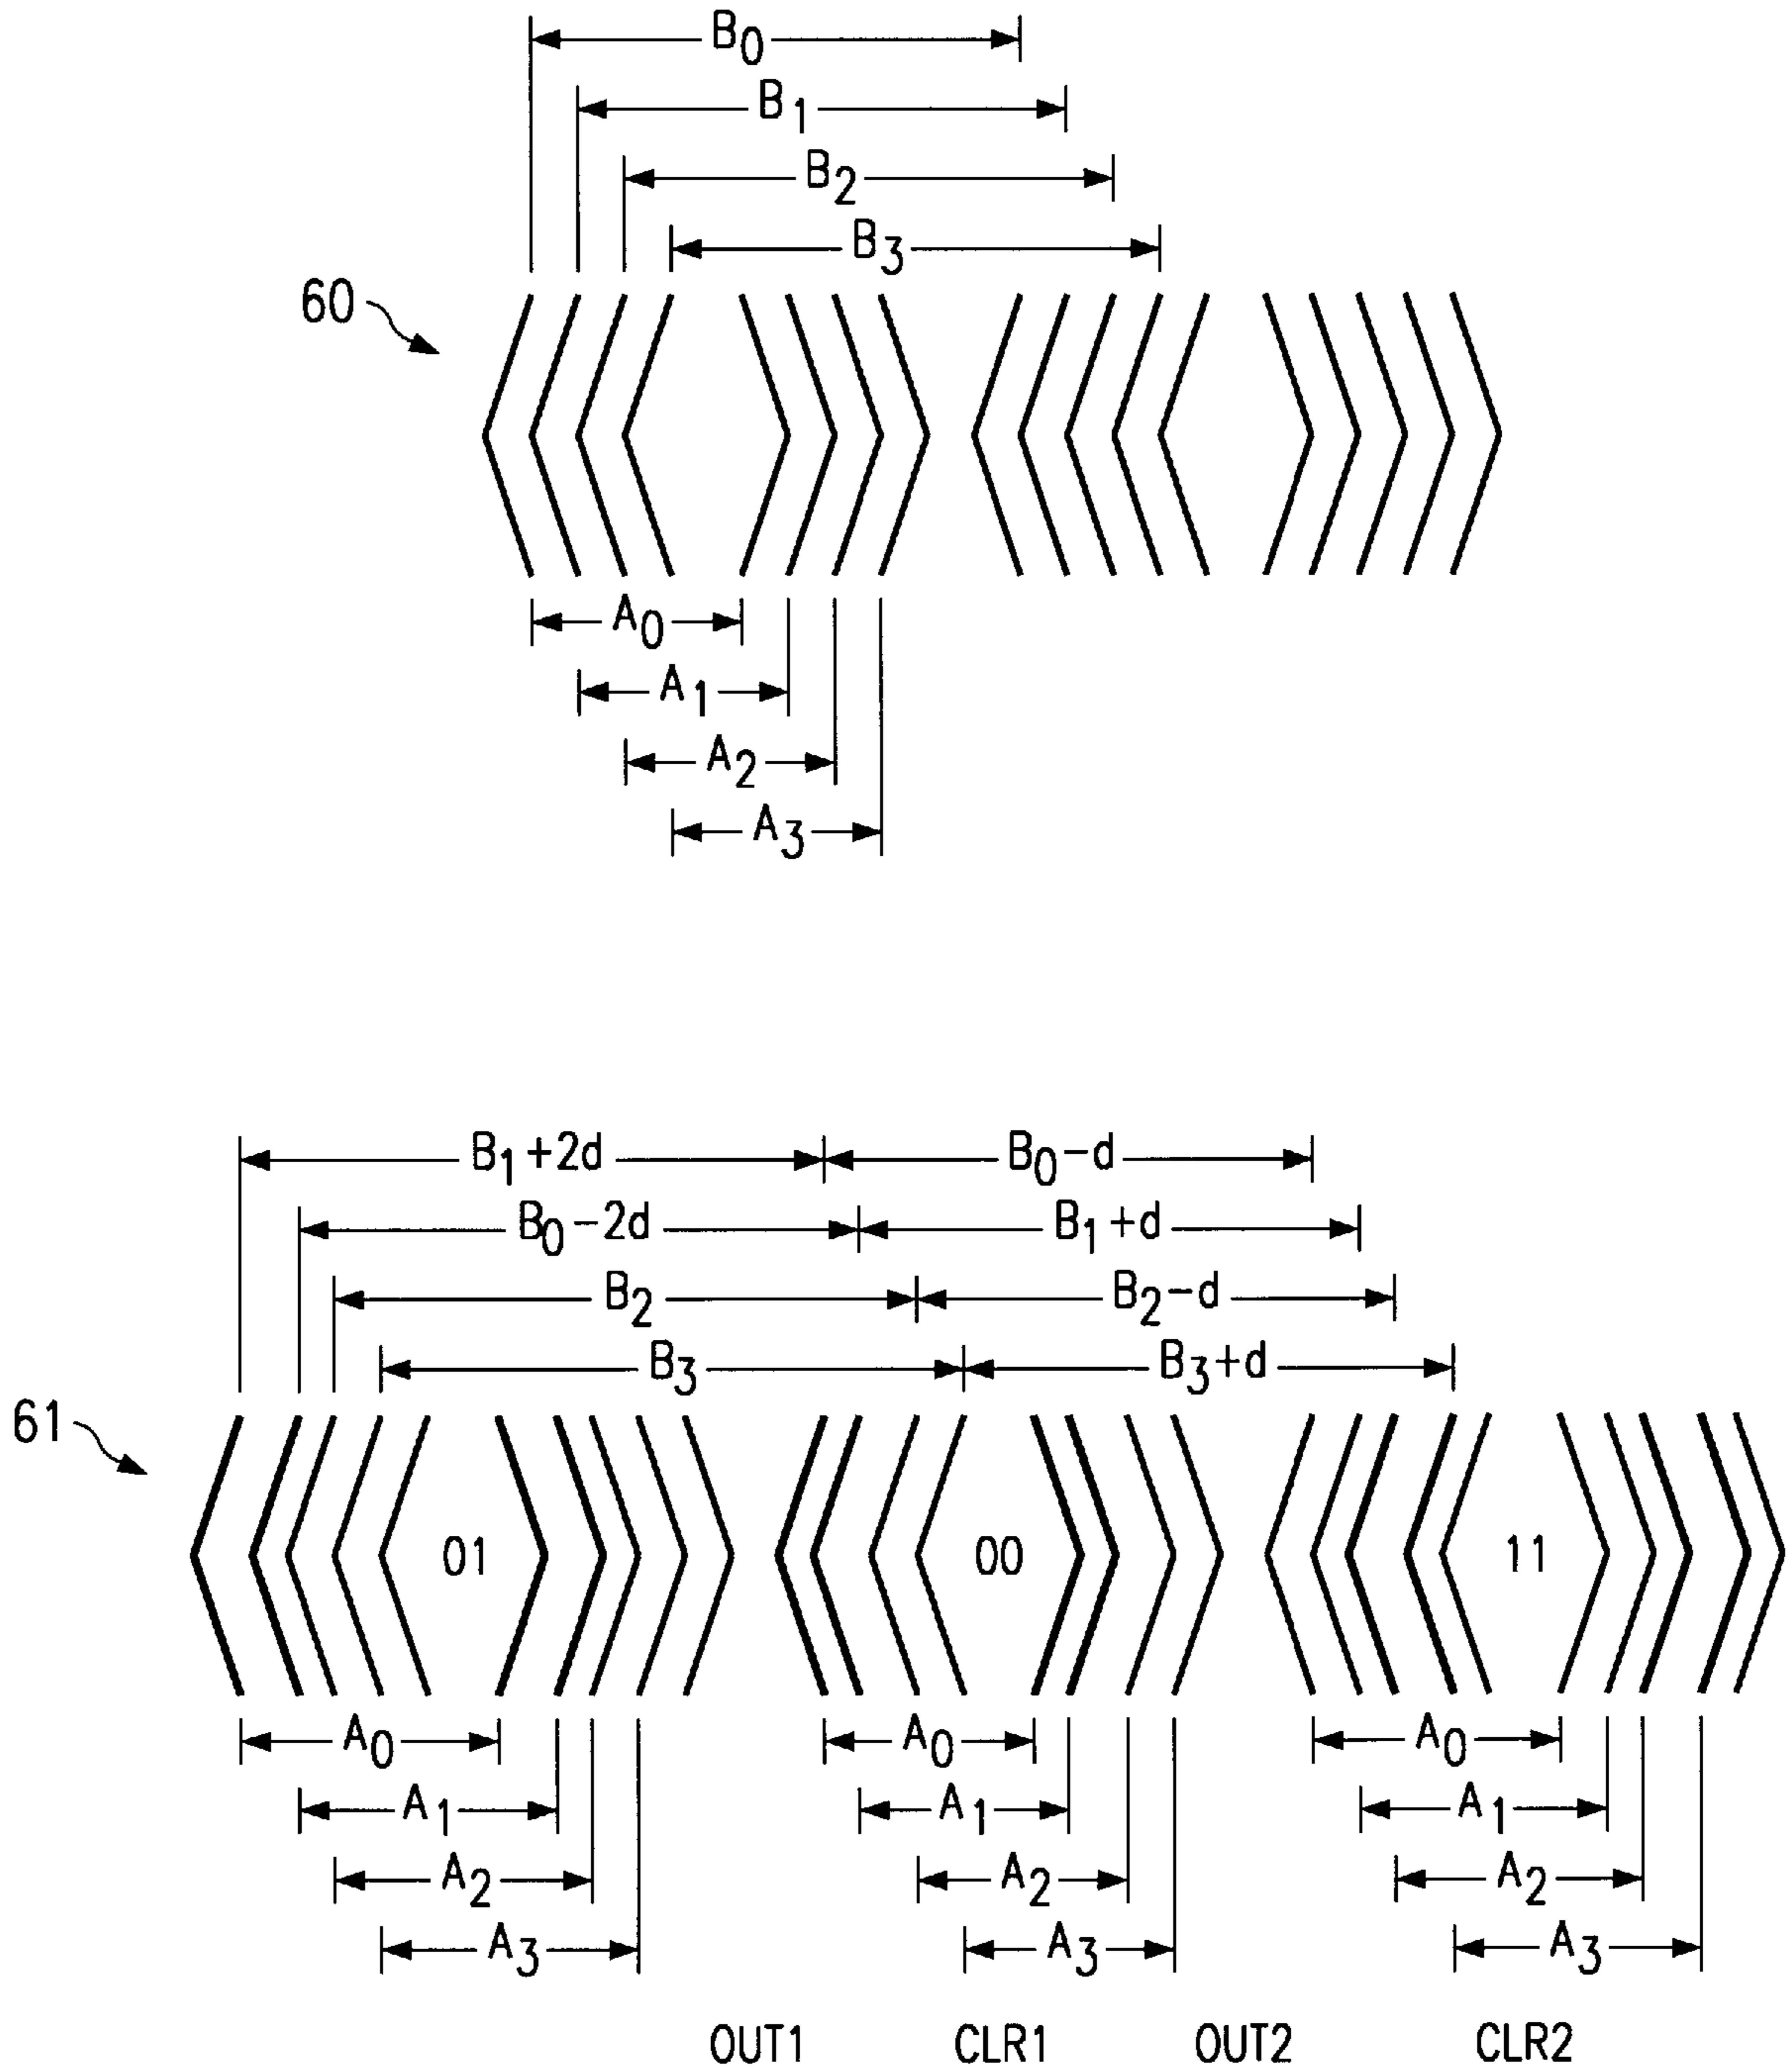 B0
B1
B2
B3
60
A0
A1
A2
A3
B1+2d B0-d
B0-2d B1+d
B2 B2-d
B3 B3+d
61
01 00 11
A0 A0 A0
A1 A1 A1
A2 A2 A2
A3 A3 A3
OUT1 CLR1 OUT2 CLR2